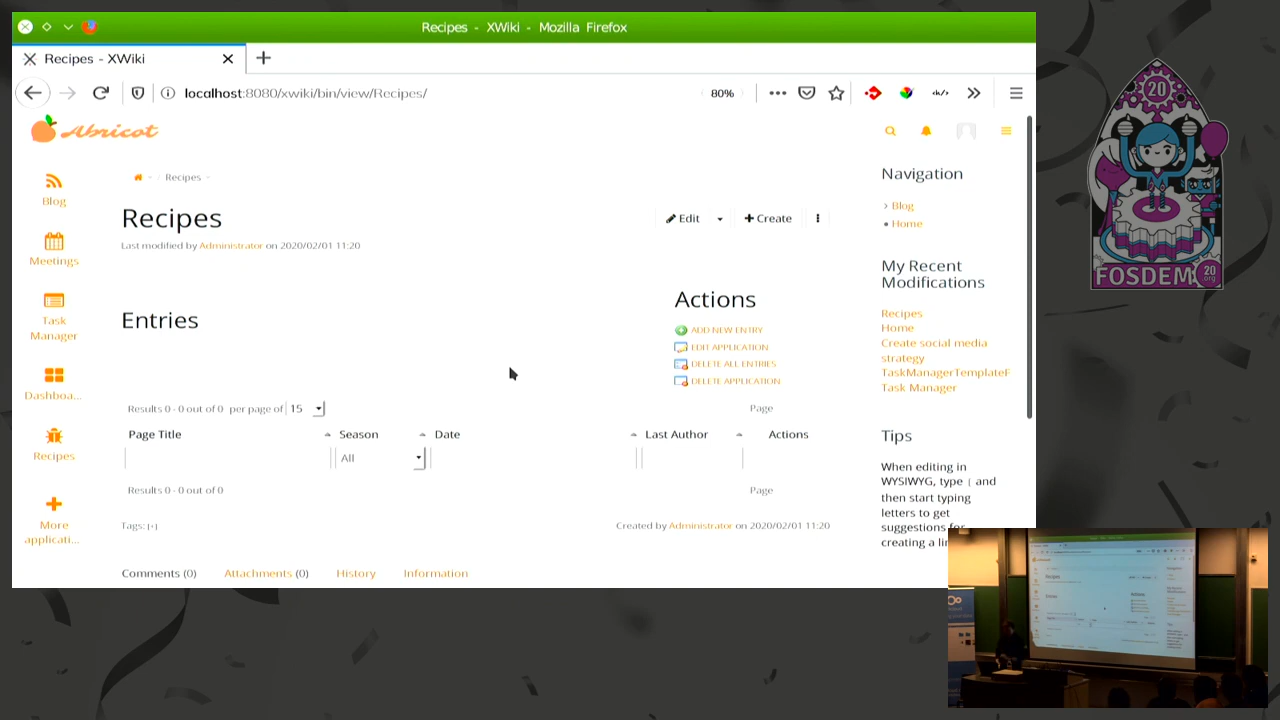 Recipes - XWiki - Mozilla Firefox
Recipes - XWiki
localhost:8080/xwiki/bin/view/Recipes/
80%
</>
Abricot
Blog
Meetings
Task
Manager
Dashboa...
Recipes
More
applicati...
Recipes
Recipes
Last modified by Administrator on 2020/02/01 11:20
Edit
Create
Entries
Actions
ADD NEW ENTRY
EDIT APPLICATION
DELETE ALL ENTRIES
DELETE APPLICATION
Results 0 - 0 out of 0 per page of 15
Page
Page Title
Season
Date
Last Author
Actions
All
Results 0 - 0 out of 0
Page
Tags: [+]
Created by Administrator on 2020/02/01 11:20
Comments (0)
Attachments (0)
History
Information
Navigation
Blog
Home
My Recent
Modifications
Recipes
Home
Create social media
strategy
TaskManagerTemplateF
Task Manager
Tips
When editing in
WYSIWYG, type [ and
then start typing
letters to get
suggestions for
creating a
20
FOSDEM
20
.org